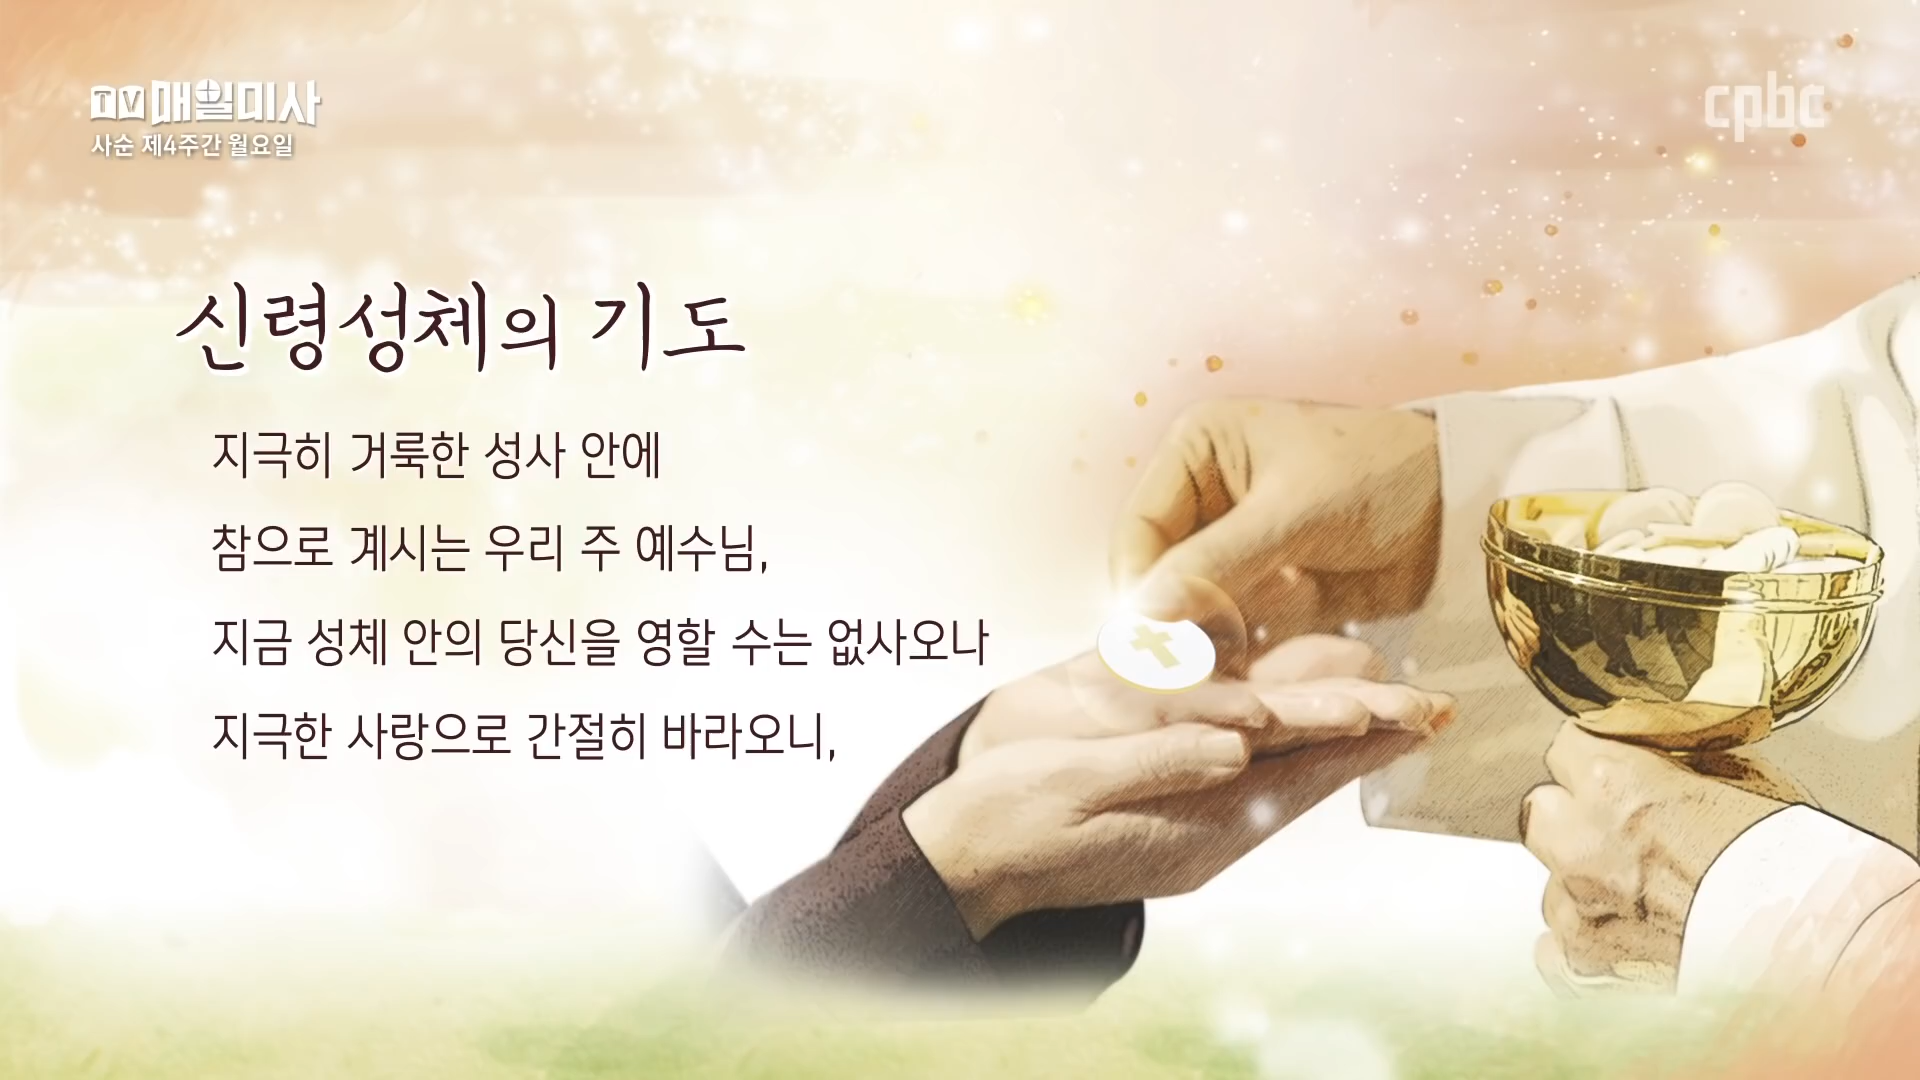 TV매일미사
cpbc
사순 제4주간 월요일
신령성체의 기도
지극히 거룩한 성사 안에
참으로 계시는 우리 주 예수님,
지금 성체 안의 당신을 영할 수는 없사오나
지극한 사랑으로 간절히 바라오니,